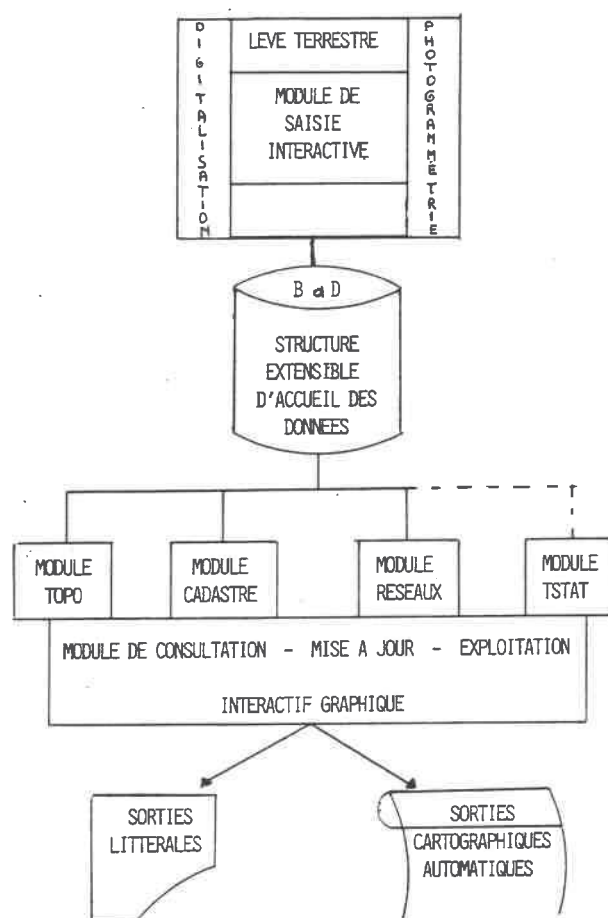 DIGITALISATION
LEVE TERRESTRE
MODULE DE
SAISIE
INTERACTIVE
PHOTOGRAMMÉTRIE
B d D
STRUCTURE
EXTENSIBLE
D'ACCUEIL DES
DONNEES
MODULE
TOPO
MODULE
CADASTRE
MODULE
RESEAUX
MODULE
TSTAT
MODULE DE CONSULTATION - MISE A JOUR - EXPLOITATION
INTERACTIF GRAPHIQUE
SORTIES
LITTERALES
SORTIES
CARTOGRAPHIQUES
AUTOMATIQUES